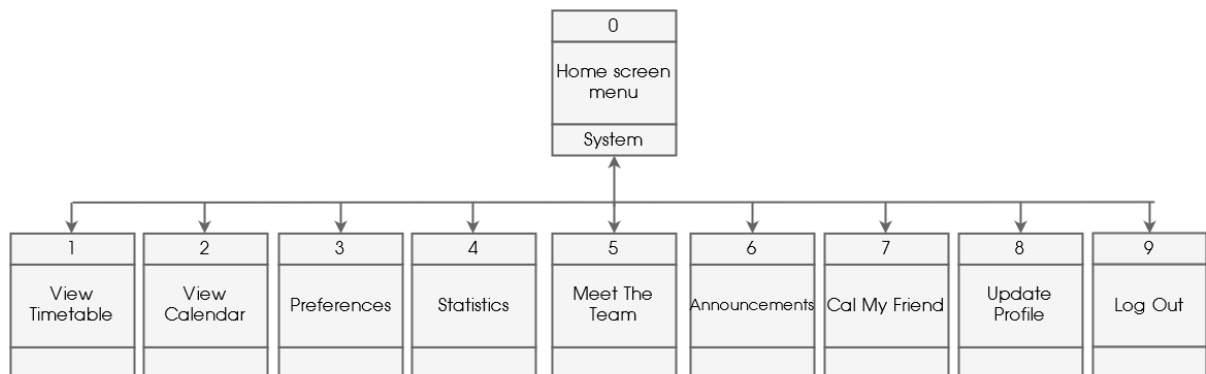 0
Home screen
menu
System
1
2
3
4
5
6
7
8
9
View
Timetable
View
Calendar
Preferences
Statistics
Meet The
Team
Announcements
Cal My Friend
Update
Profile
Log Out